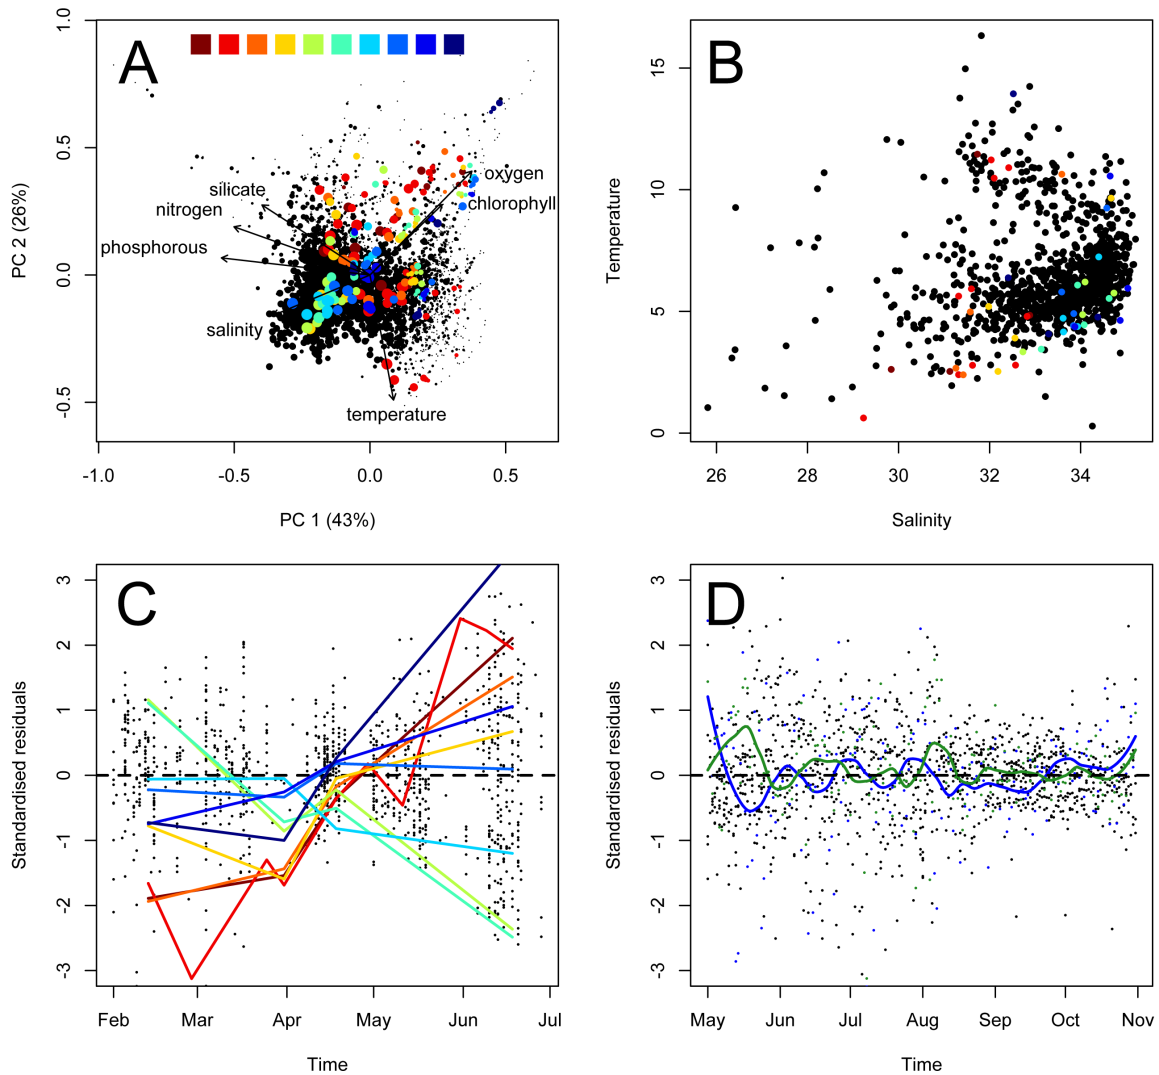 A
1.0
0.5
0.0
-0.5
PC 2 (26%)
silicate
nitrogen
phosphorous
salinity
oxygen
chlorophyll
temperature
-1.0 -0.5 0.0 0.5
PC 1 (43%)
B
15
10
5
0
Temperature
26 28 30 32 34
Salinity
C
3
2
1
0
-1
-2
-3
Standardised residuals
Feb Mar Apr May Jun Jul
Time
D
3
2
1
0
-1
-2
-3
Standardised residuals
May Jun Jul Aug Sep Oct Nov
Time